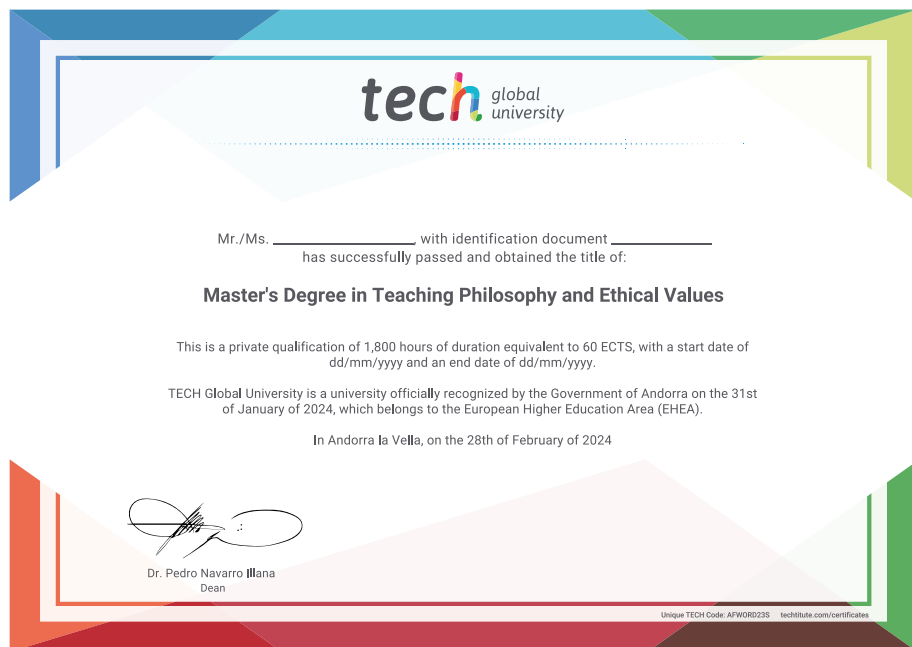 tech global university
Mr./Ms. ________________, with identification document ____________
has successfully passed and obtained the title of:
Master's Degree in Teaching Philosophy and Ethical Values
This is a private qualification of 1,800 hours of duration equivalent to 60 ECTS, with a start date of
dd/mm/yyyy and an end date of dd/mm/yyyy.
TECH Global University is a university officially recognized by the Government of Andorra on the 31st
of January of 2024, which belongs to the European Higher Education Area (EHEA).
In Andorra la Vella, on the 28th of February of 2024
Dr. Pedro Navarro Illana
Dean
Unique TECH Code: AFWORD23S techtitute.com/certificates